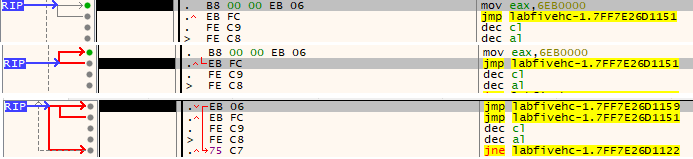 RIP B8 00 00 EB 06 mov eax,6EB0000
EB FC jmp labfivehc-1.7FF7E26D1151
FE C9 dec cl
> FE C8 dec al
B8 00 00 EB 06 mov eax,6EB0000
RIP EB FC jmp labfivehc-1.7FF7E26D1151
FE C9 dec cl
> FE C8 dec al
RIP EB 06 jmp labfivehc-1.7FF7E26D1159
EB FC jmp labfivehc-1.7FF7E26D1151
FE C9 dec cl
> FE C8 dec al
75 C7 jne labfivehc-1.7FF7E26D1122